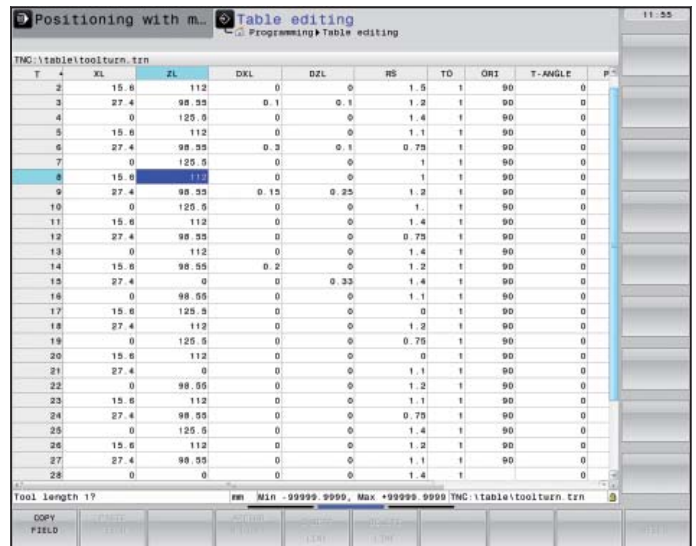 Positioning with m… Table editing 11:55
Programming▸Table editing
TNC:\table\toolturn.trn
T XL ZL DXL DZL RS TO ORI T-ANGLE P
2 15.6 112 0 0 1.5 1 90 0
3 27.4 98.55 0.1 0.1 1.2 1 90 0
4 0 125.5 0 0 1.4 1 90 0
5 15.6 112 0 0 1.1 1 90 0
6 27.4 98.55 0.3 0.1 0.75 1 90 0
7 0 125.5 0 0 1 1 90 0
8 15.6 112 0 0 1 1 90 0
9 27.4 98.55 0.15 0.25 1.2 1 90 0
10 0 125.5 0 0 1. 1 90 0
11 15.6 112 0 0 1.4 1 90 0
12 27.4 98.55 0 0 0.75 1 90 0
13 0 112 0 0 1.4 1 90 0
14 15.6 98.55 0.2 0 1.2 1 90 0
15 27.4 0 0 0.33 1.4 1 90 0
16 0 98.55 0 0 1.1 1 90 0
17 15.6 125.5 0 0 0 1 90 0
18 27.4 112 0 0 1.2 1 90 0
19 0 125.5 0 0 0.75 1 90 0
20 15.6 112 0 0 0 1 90 0
21 27.4 0 0 0 1.1 1 90 0
22 0 98.55 0 0 1.2 1 90 0
23 15.6 112 0 0 1.1 1 90 0
24 27.4 98.55 0 0 0.75 1 90 0
25 0 125.5 0 0 1.4 1 90 0
26 15.6 112 0 0 1.2 1 90 0
27 27.4 98.55 0 0 1.1 1 90 0
28 0 0 0 0 1.4 1 0
Tool length 1? mm Min -99999.9999, Max +99999.9999 TNC:\table\toolturn.trn
COPY
FIELD